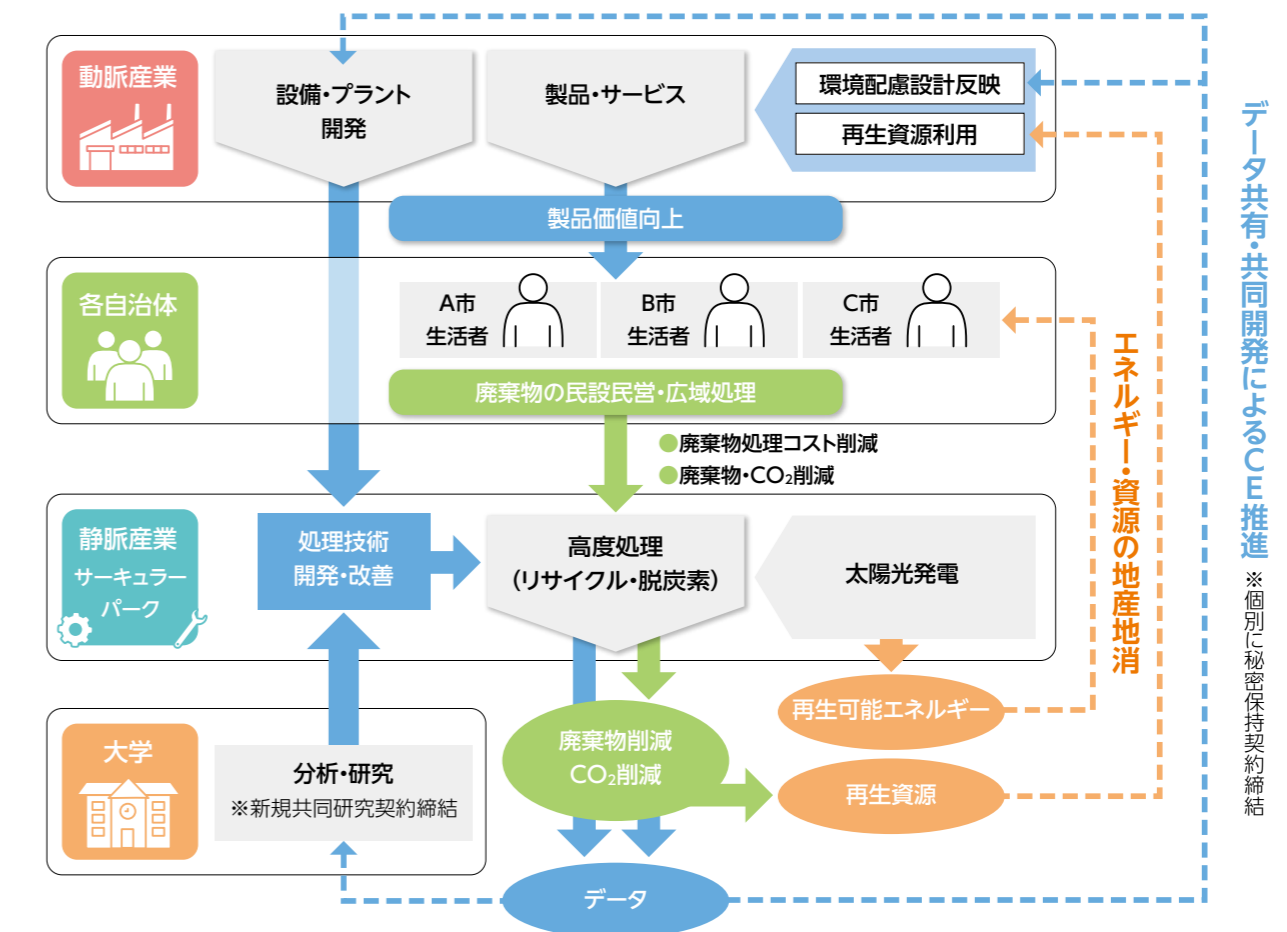 動脈産業
設備・プラント
開発
製品・サービス
環境配慮設計反映
再生資源利用
製品価値向上
各自治体
A市
生活者
B市
生活者
C市
生活者
廃棄物の民設民営・広域処理
●廃棄物処理コスト削減
●廃棄物・CO₂削減
静脈産業
サーキュラー
パーク
処理技術
開発・改善
高度処理
(リサイクル・脱炭素)
太陽光発電
再生可能エネルギー
大学
分析・研究
※新規共同研究契約締結
廃棄物削減
CO₂削減
再生資源
データ
エネルギー・資源の地産地消
データ共有・共同開発によるCE推進 ※個別に秘密保持契約締結